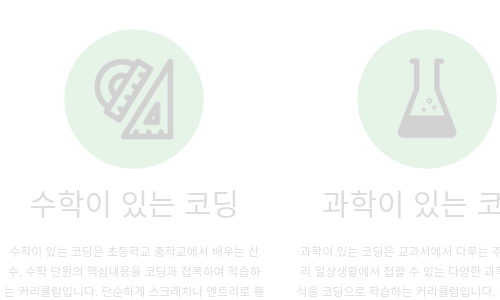 수학이 있는 코딩
수학이 있는 코딩은 초등학교 중학교에서 배우는 산
수, 수학 단원의 핵심내용을 코딩과 접목하여 학습하
는 커리큘럼입니다. 단순하게 스크래치나 엔트리로 블
과학이 있는 코
과학이 있는 코딩은 교과서에서 다루는 주
리 일상생활에서 접할 수 있는 다양한 과학
식을 코딩으로 학습하는 커리큘럼입니다.